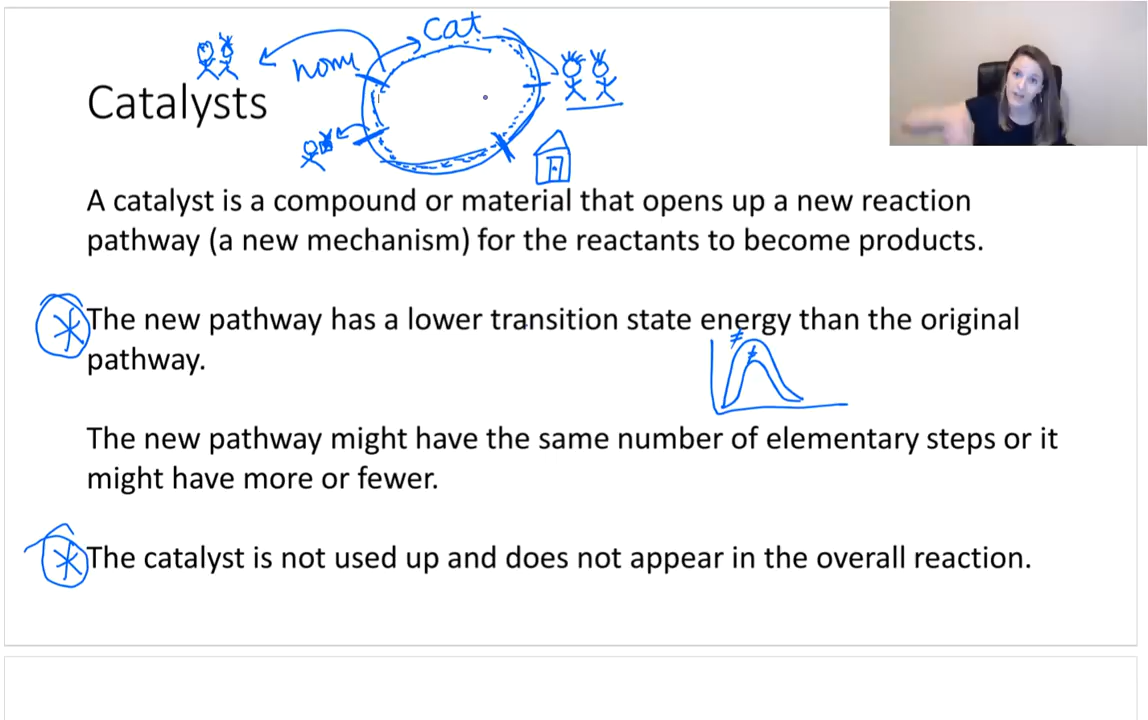 cat
mom
Catalysts
A catalyst is a compound or material that opens up a new reaction
pathway (a new mechanism) for the reactants to become products.
The new pathway has a lower transition state energy than the original
pathway.
The new pathway might have the same number of elementary steps or it
might have more or fewer.
The catalyst is not used up and does not appear in the overall reaction.